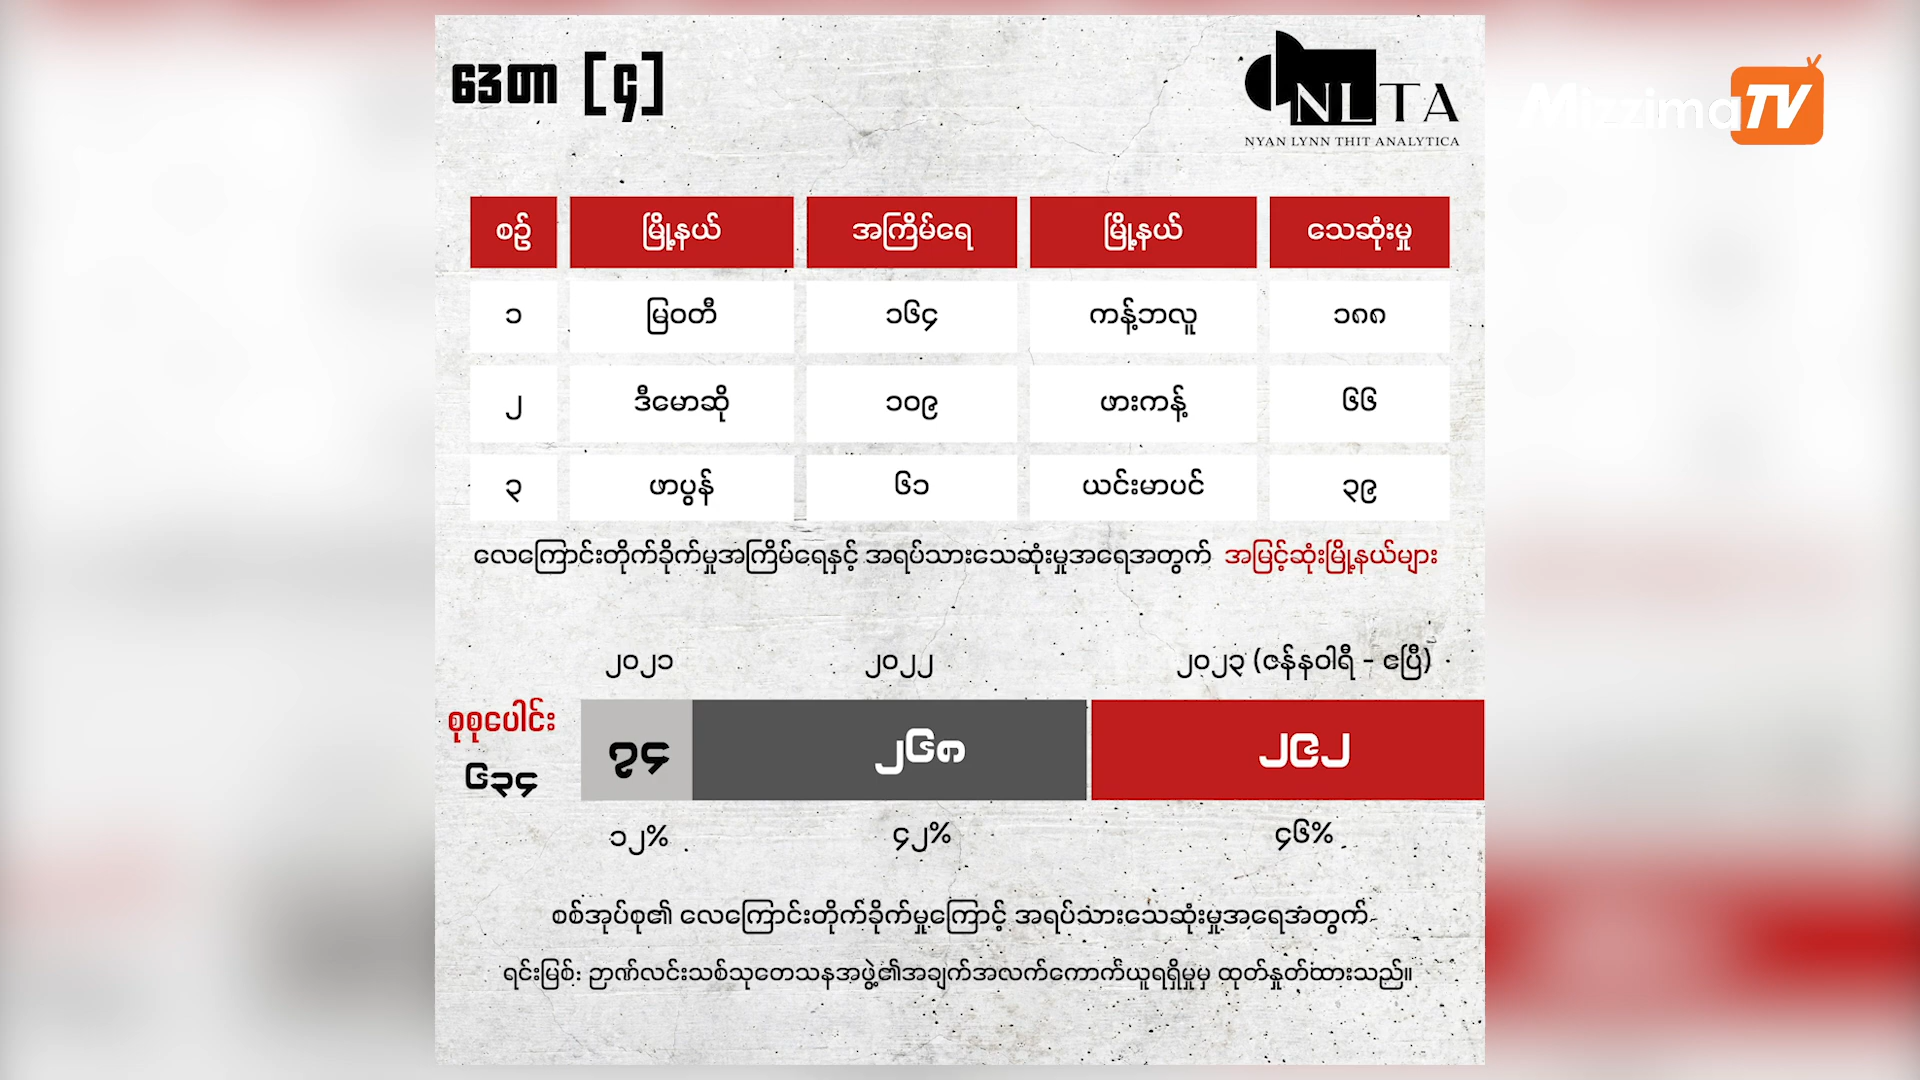 ဒေတာ [၄]
NLTA
NYAN LYNN THIT ANALYTICA
Mizzima TV
စဉ် မြို့နယ် အကြိမ်ရေ မြို့နယ် သေဆုံးမှု
၁ မြဝတီ ၁၆၄ ကန့်ဘလူ ၁၈၈
၂ ဒီမောဆို ၁၀၉ ဖားကန့် ၆၆
၃ ဖာပွန် ၆၁ ယင်းမာပင် ၃၉
လေကြောင်းတိုက်ခိုက်မှုအကြိမ်ရေနှင့် အရပ်သားသေဆုံးမှုအရေအတွက် အမြင့်ဆုံးမြို့နယ်များ
၂၀၂၁ ၂၀၂၂ ၂၀၂၃ (ဇန်နဝါရီ - ဧပြီ)
စုစုပေါင်း
၆၃၄
၇၄ ၂၆၈ ၂၉၂
၁၂% ၄၂% ၄၆%
စစ်အုပ်စု၏ လေကြောင်းတိုက်ခိုက်မှုကြောင့် အရပ်သားသေဆုံးမှုအရေအတွက်
ရင်းမြစ်: ဉာဏ်လင်းသစ်သုတေသနအဖွဲ့၏အချက်အလက်ကောက်ယူရရှိမှုမှ ထုတ်နှုတ်ထားသည်။